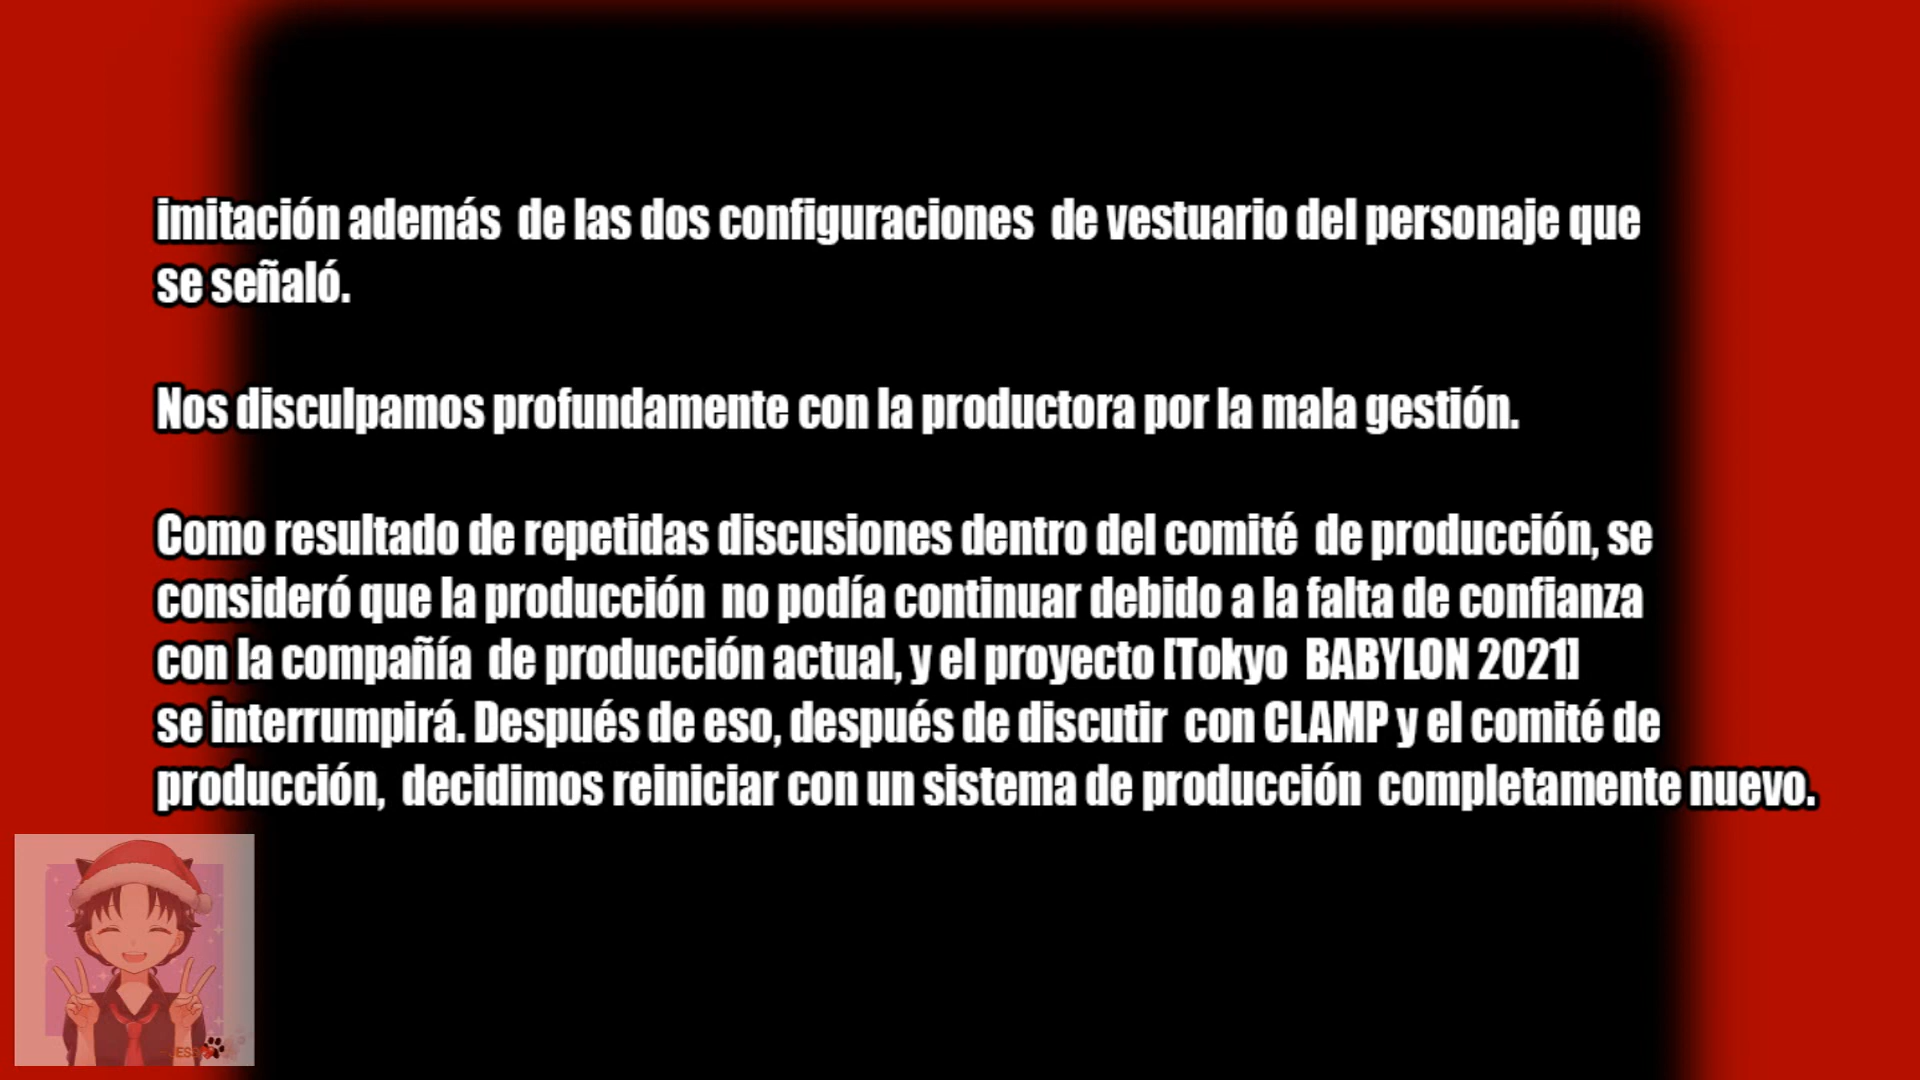 imitación además de las dos configuraciones de vestuario del personaje que
se señaló.
Nos disculpamos profundamente con la productora por la mala gestión.
Como resultado de repetidas discusiones dentro del comité de producción, se
consideró que la producción no podía continuar debido a la falta de confianza
con la compañía de producción actual, y el proyecto [Tokyo BABYLON 2021]
se interrumpirá. Después de eso, después de discutir con CLAMP y el comité de
producción, decidimos reiniciar con un sistema de producción completamente nuevo.